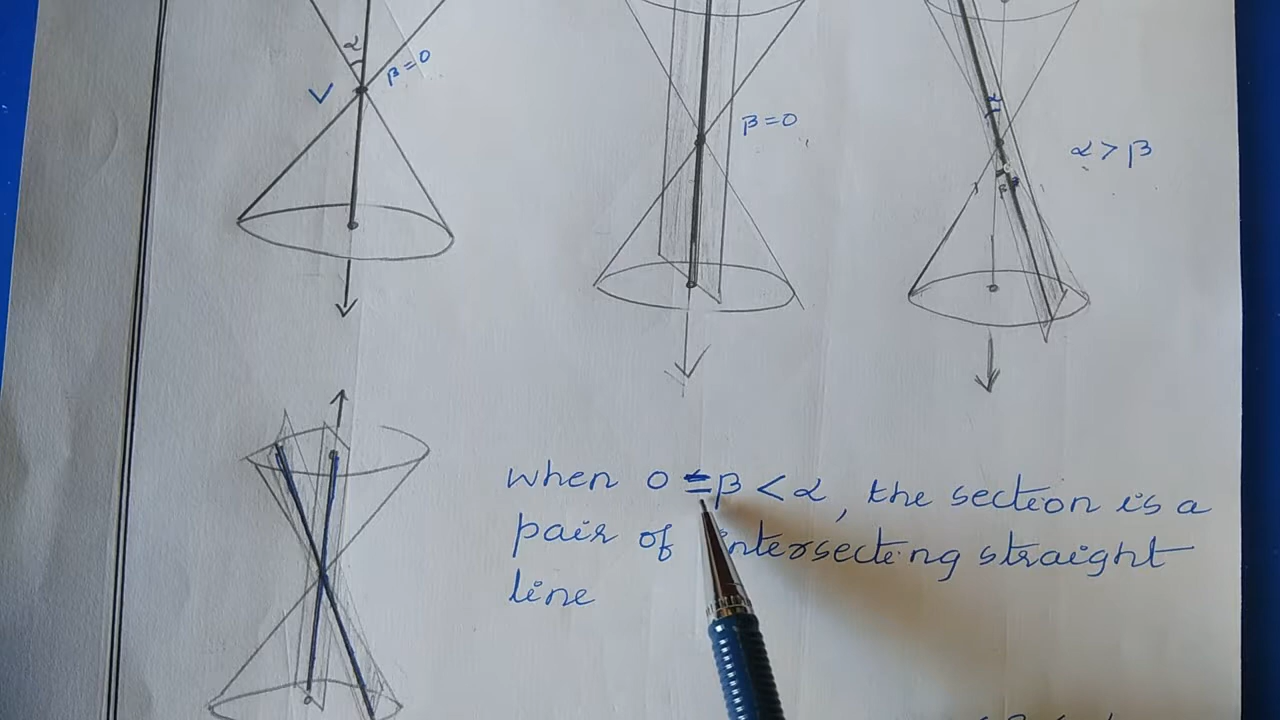 α
β=0
V
β=0
α > β
when 0 ≤ β < α, the section is a
pair of intersecting straight
line